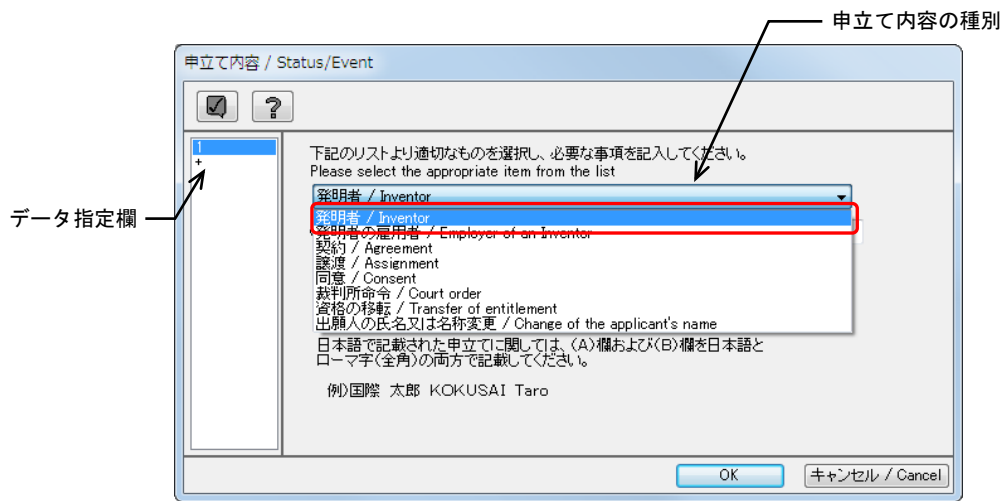 申立て内容の種別
申立て内容 / Status/Event
?
1
+
データ指定欄
下記のリストより適切なものを選択し、必要な事項を記入してください。
Please select the appropriate item from the list
発明者 / Inventor
発明者 / Inventor
発明者の雇用者 / Employer of an Inventor
契約 / Agreement
譲渡 / Assignment
同意 / Consent
裁判所命令 / Court order
資格の移転 / Transfer of entitlement
出願人の氏名又は名称変更 / Change of the applicant's name
日本語で記載された申立てに関しては、(A)欄および(B)欄を日本語と
ローマ字(全角)の両方で記載してください。
例)国際 太郎 KOKUSAI Taro
OK
キャンセル / Cancel